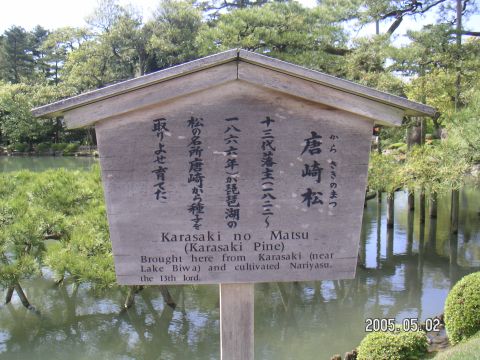 唐崎松
から さきのまつ
十三代藩主(一八二二〜
一八六六年)が琵琶湖の
松の名所唐崎から種子を
取りよせ育てた
Karasaki no Matsu
(Karasaki Pine)
Brought here from Karasaki (near
Lake Biwa) and cultivated Nariyasu.
the 13th lord.
2005.05.02